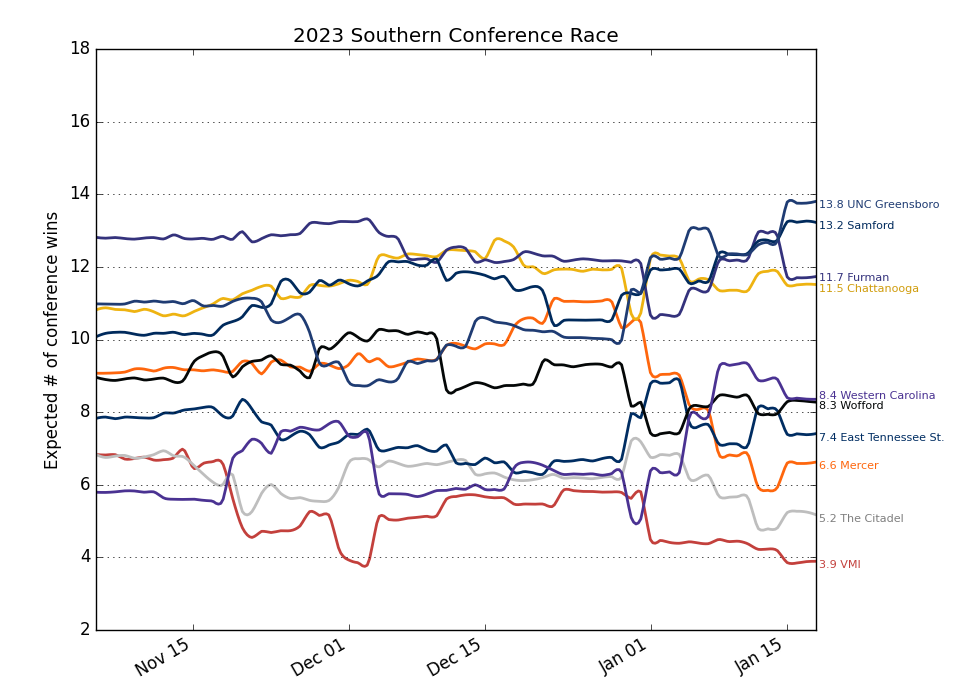 2023 Southern Conference Race
Expected # of conference wins
18
16
14
12
10
8
6
4
2
Nov 15
Dec 01
Dec 15
Jan 01
Jan 15
13.8 UNC Greensboro
13.2 Samford
11.7 Furman
11.5 Chattanooga
8.4 Western Carolina
8.3 Wofford
7.4 East Tennessee St.
6.6 Mercer
5.2 The Citadel
3.9 VMI